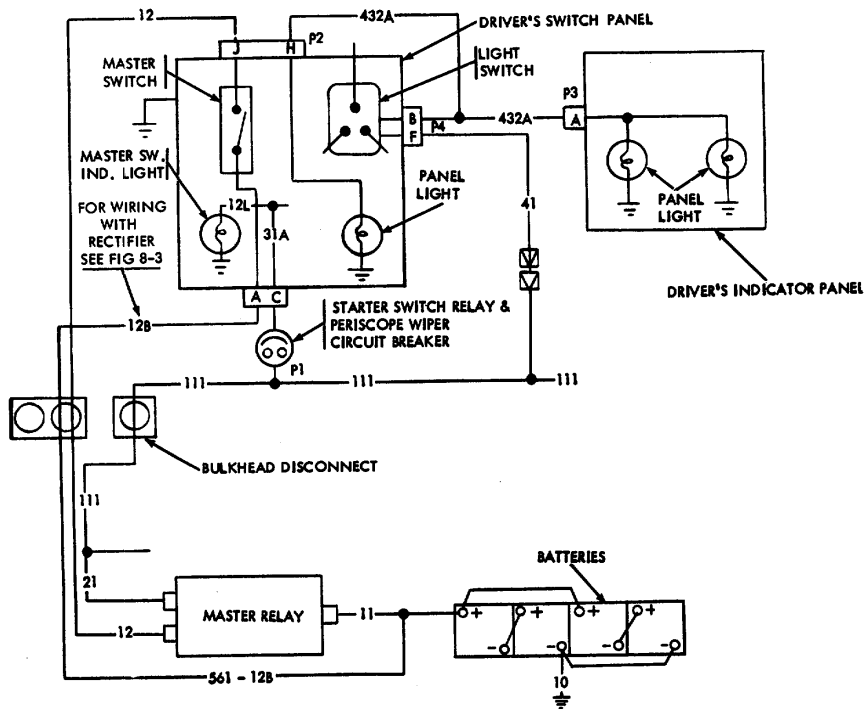 12
432A
DRIVER'S SWITCH PANEL
J
H
P2
LIGHT
SWITCH
MASTER
SWITCH
P3
B
F
P4
432A
A
MASTER SW.
IND. LIGHT
PANEL
LIGHT
PANEL
LIGHT
12L
31A
41
FOR WIRING
WITH
RECTIFIER
SEE FIG 8-3
A C
DRIVER'S INDICATOR PANEL
STARTER SWITCH RELAY &
PERISCOPE WIPER
CIRCUIT BREAKER
12B
P1
111
111
111
BULKHEAD DISCONNECT
111
BATTERIES
21
MASTER RELAY
11
12
+ + + +
- - - -
561 - 12B
10